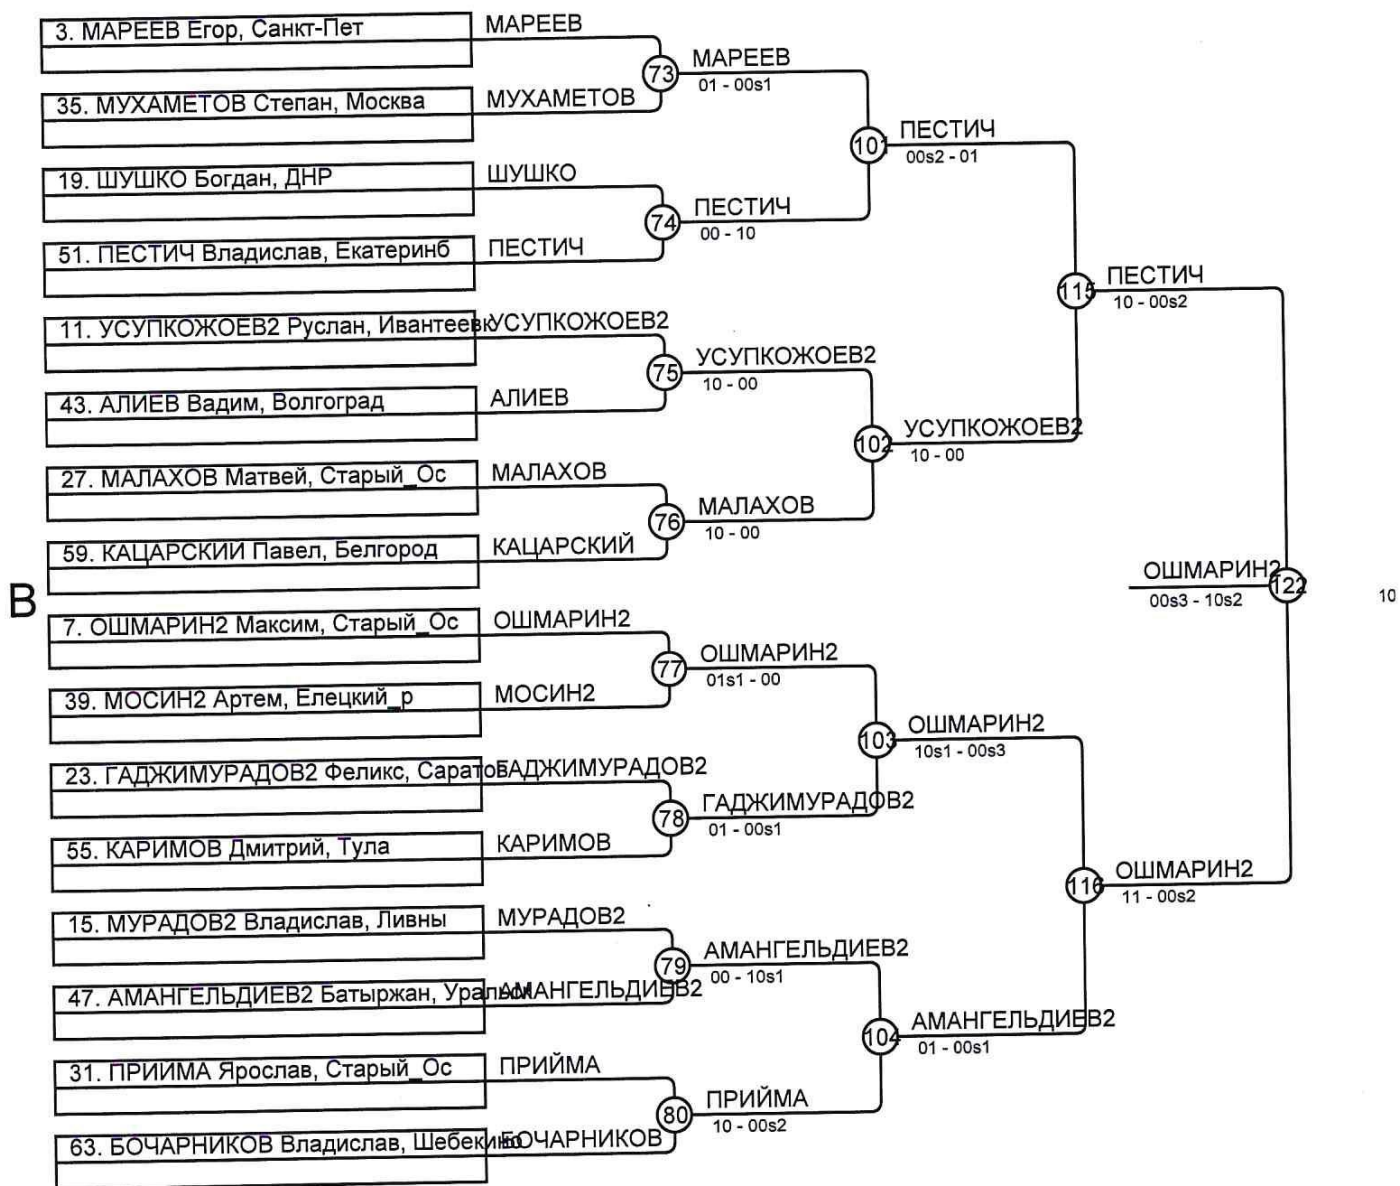 3. МАРЕЕВ Егор, Санкт-Пет
МАРЕЕВ
73
МАРЕЕВ
01 - 00s1
35. МУХАМЕТОВ Степан, Москва
МУХАМЕТОВ
101
ПЕСТИЧ
00s2 - 01
19. ШУШКО Богдан, ДНР
ШУШКО
74
ПЕСТИЧ
00 - 10
51. ПЕСТИЧ Владислав, Екатеринб
ПЕСТИЧ
115
ПЕСТИЧ
10 - 00s2
11. УСУПКОЖОЕВ2 Руслан, Ивантеевк
УСУПКОЖОЕВ2
75
УСУПКОЖОЕВ2
10 - 00
43. АЛИЕВ Вадим, Волгоград
АЛИЕВ
102
УСУПКОЖОЕВ2
10 - 00
27. МАЛАХОВ Матвей, Старый_Ос
МАЛАХОВ
76
МАЛАХОВ
10 - 00
59. КАЦАРСКИЙ Павел, Белгород
КАЦАРСКИЙ
В
ОШМАРИН2
122
00s3 - 10s2
10
7. ОШМАРИН2 Максим, Старый_Ос
ОШМАРИН2
77
ОШМАРИН2
01s1 - 00
39. МОСИН2 Артем, Елецкий_р
МОСИН2
103
ОШМАРИН2
10s1 - 00s3
23. ГАДЖИМУРАДОВ2 Феликс, Саратов
ГАДЖИМУРАДОВ2
78
ГАДЖИМУРАДОВ2
01 - 00s1
55. КАРИМОВ Дмитрий, Тула
КАРИМОВ
116
ОШМАРИН2
11 - 00s2
15. МУРАДОВ2 Владислав, Ливны
МУРАДОВ2
79
АМАНГЕЛЬДИЕВ2
00 - 10s1
47. АМАНГЕЛЬДИЕВ2 Батыржан, Уральск
АМАНГЕЛЬДИЕВ2
104
АМАНГЕЛЬДИЕВ2
01 - 00s1
31. ПРИЙМА Ярослав, Старый_Ос
ПРИЙМА
80
ПРИЙМА
10 - 00s2
63. БОЧАРНИКОВ Владислав, Шебекино
БОЧАРНИКОВ